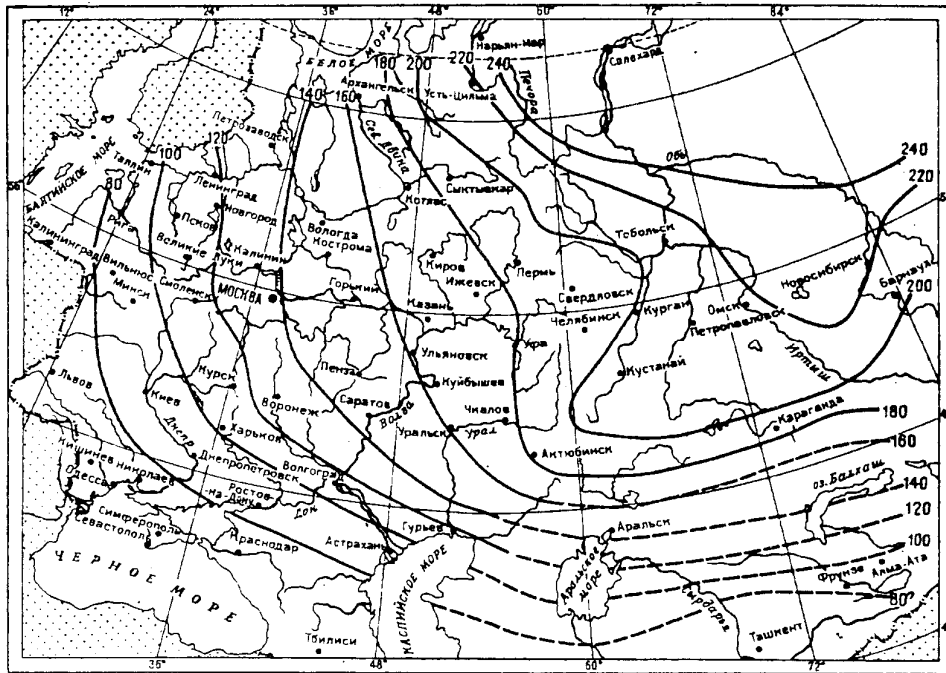 12° 24° 36° 48° 60° 72° 84°
Нарьян-Мар
Салехард
БЕЛОЕ МОРЕ
180 200 220 240
Печора
140 160 Архангельск Усть-Цильма
Петрозаводск
Сев. Двина
БАЛТИЙСКОЕ МОРЕ
Таллин 100 120
Обь
240
220
56
80
Ленинград
Новгород
Сыктывкар
Котлас
Рига
Псков
Вологда
Кострома
Тобольск
Калининград
Великие Луки
Калинин
Киров
Пермь
Новосибирск
Барнаул
200
Вильнюс
Смоленск
МОСКВА
Горький
Ижевск
Свердловск
Минск
Казань
Челябинск
Курган
Омск
Петропавловск
Ульяновск
Уфа
Иртыш
Львов
Киев
Курск
Пенза
Куйбышев
Кустанай
Воронеж
Саратов
Волга
Чкалов
Днепр
Харьков
Уральск
Урал
Караганда
180
160
Кишинев
Николаев
Днепропетровск
Волгоград
Актюбинск
Одесса
Ростов-
на-Дону
Дон
оз. Балхаш
140
120
Симферополь
Севастополь
Гурьев
Аральск
Краснодар
Астрахань
100
Аральское
море
Фрунзе
Алма-Ата
80
ЧЕРНОЕ МОРЕ
КАСПИЙСКОЕ МОРЕ
Сырдарья
Тбилиси
Ташкент
35° 48° 60° 72°